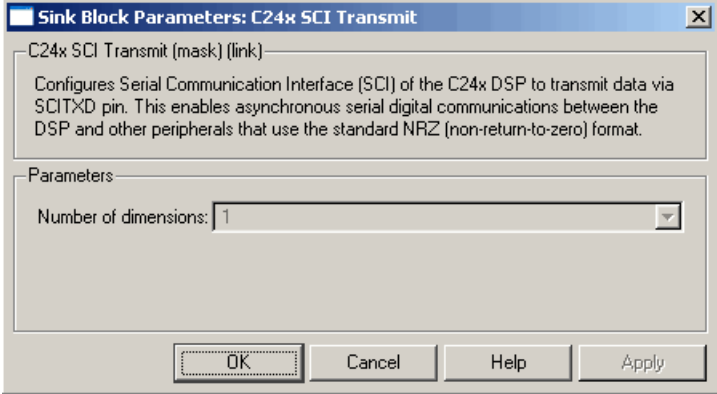 Sink Block Parameters: C24x SCI Transmit
C24x SCI Transmit (mask) (link)
Configures Serial Communication Interface (SCI) of the C24x DSP to transmit data via
SCITXD pin. This enables asynchronous serial digital communications between the
DSP and other peripherals that use the standard NRZ (non-return-to-zero) format.
Parameters
Number of dimensions: 1
OK Cancel Help Apply